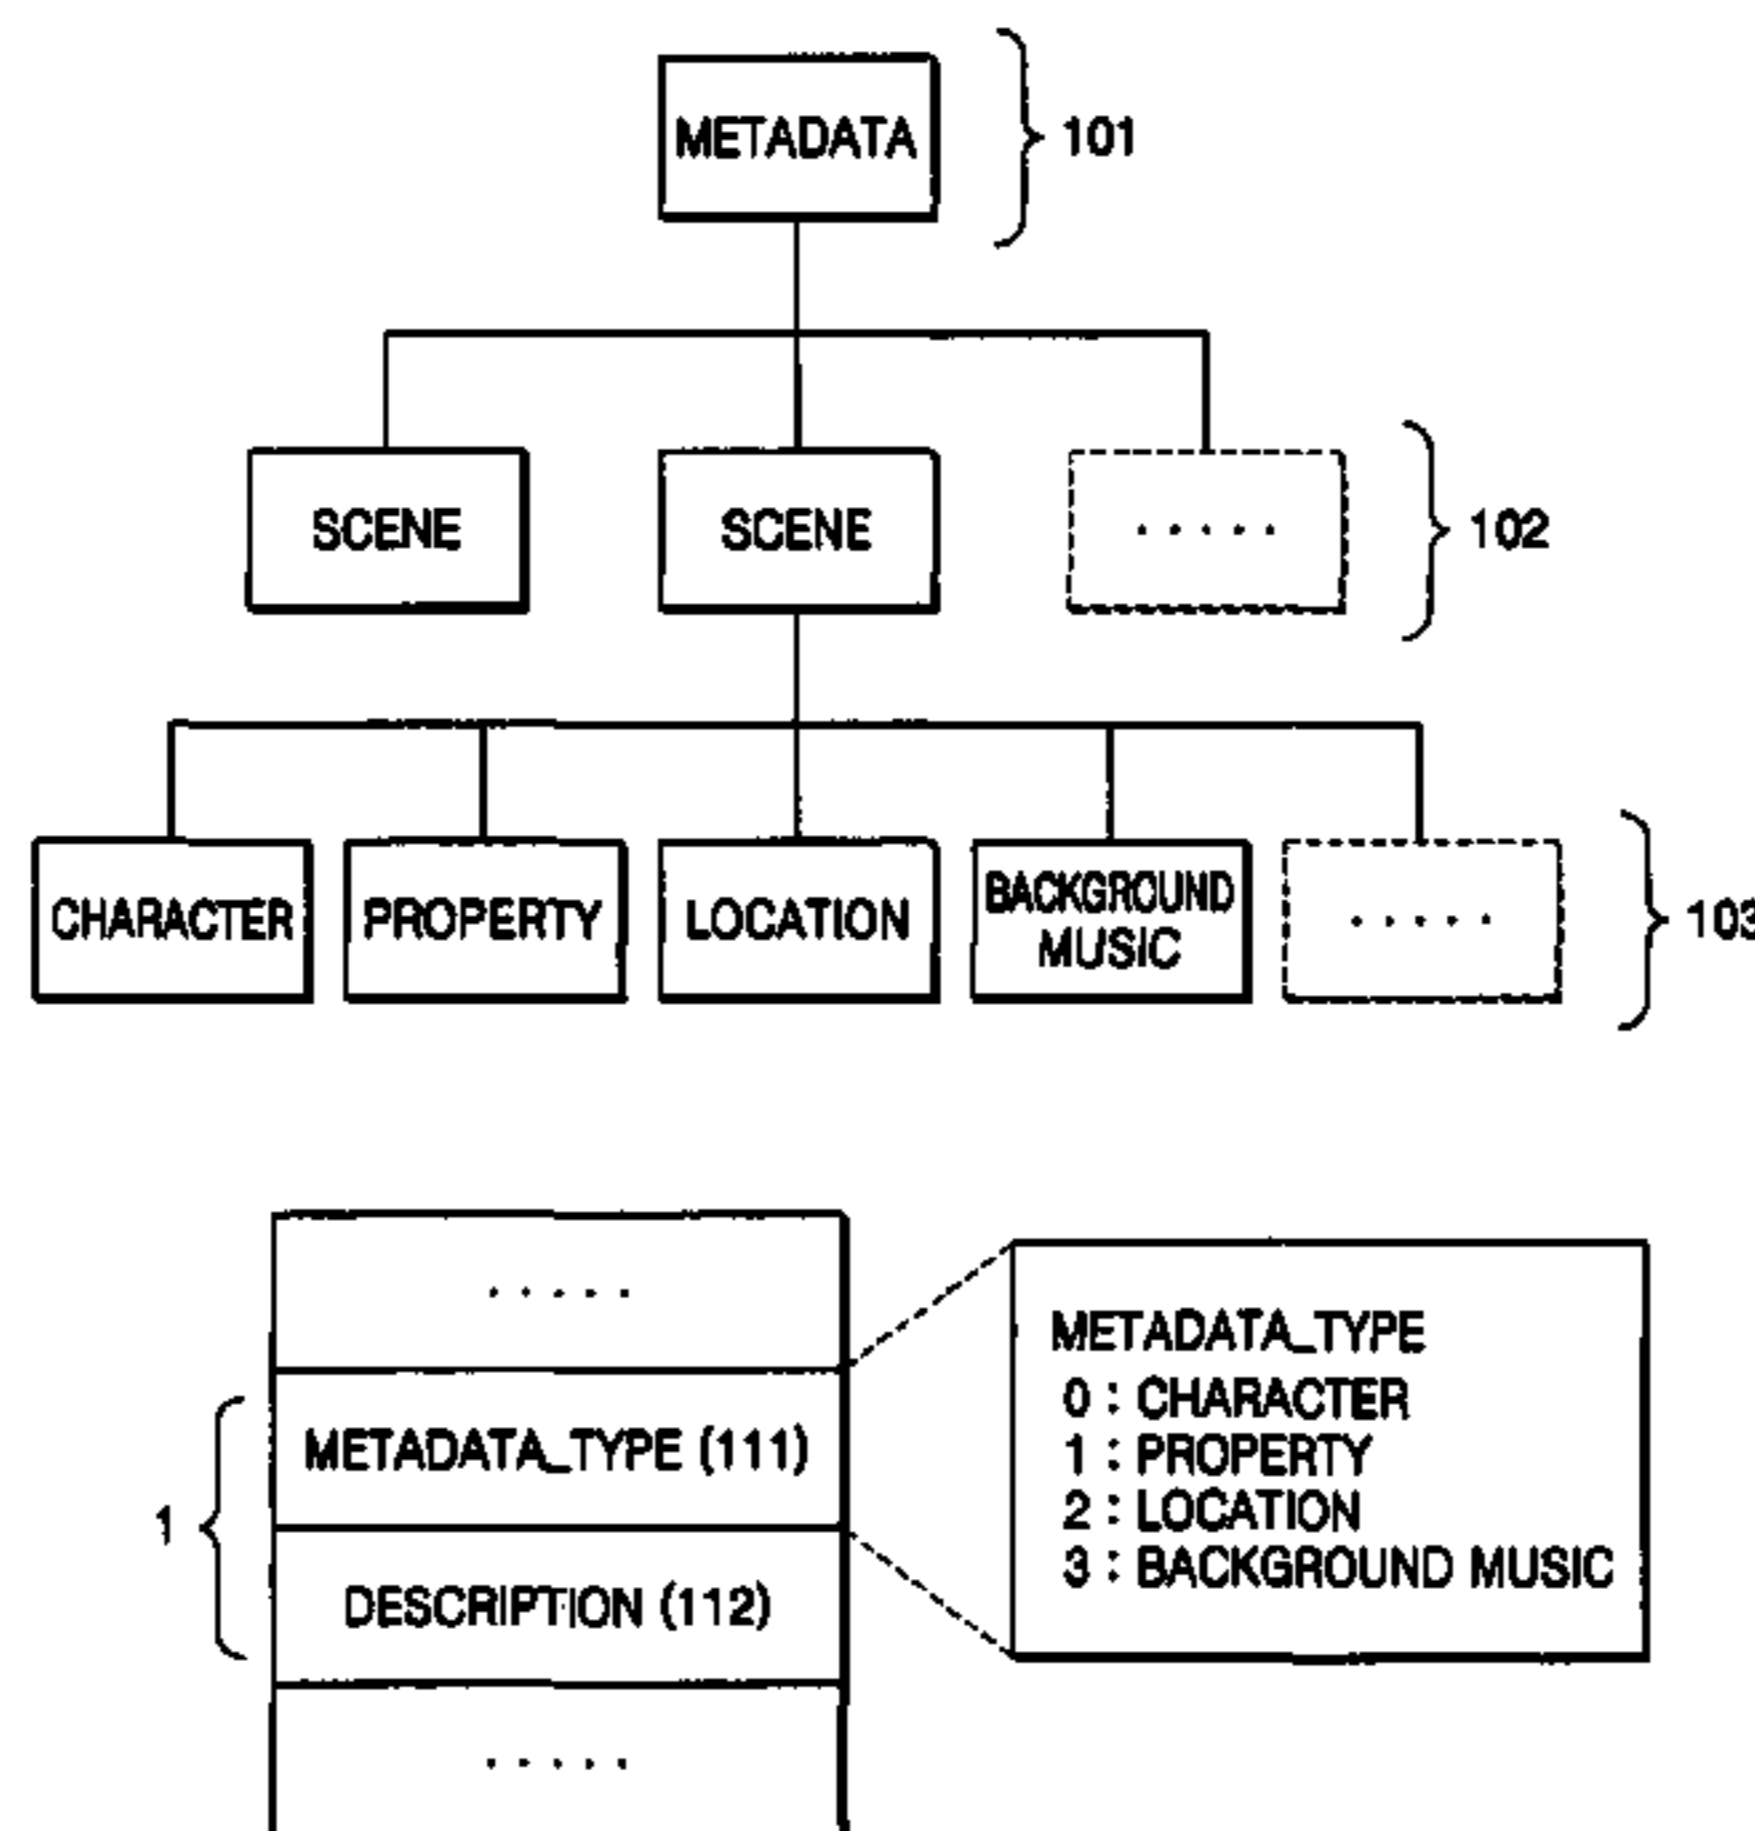 METADATA
101
SCENE
SCENE
.....
102
CHARACTER
PROPERTY
LOCATION
BACKGROUND
MUSIC
.....
103
.....
METADATA_TYPE (111)
1
DESCRIPTION (112)
.....
METADATA_TYPE
0 : CHARACTER
1 : PROPERTY
2 : LOCATION
3 : BACKGROUND MUSIC